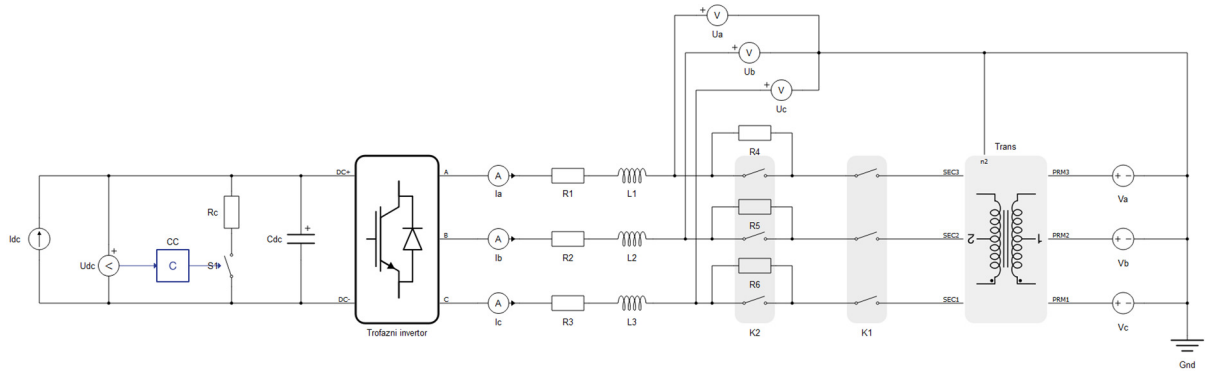 V
Ua
V
Ub
V
Uc
R4
Trans
n2
DC+
A
A
Ia
R1
L1
SEC3
PRM3
Va
Rc
Idc
Udc
CC
C
S1
Cdc
B
A
Ib
R2
L2
R5
SEC2
2
1
PRM2
Vb
R6
DC-
C
A
Ic
R3
L3
SEC1
PRM1
Vc
Trofazni invertor
K2
K1
Gnd